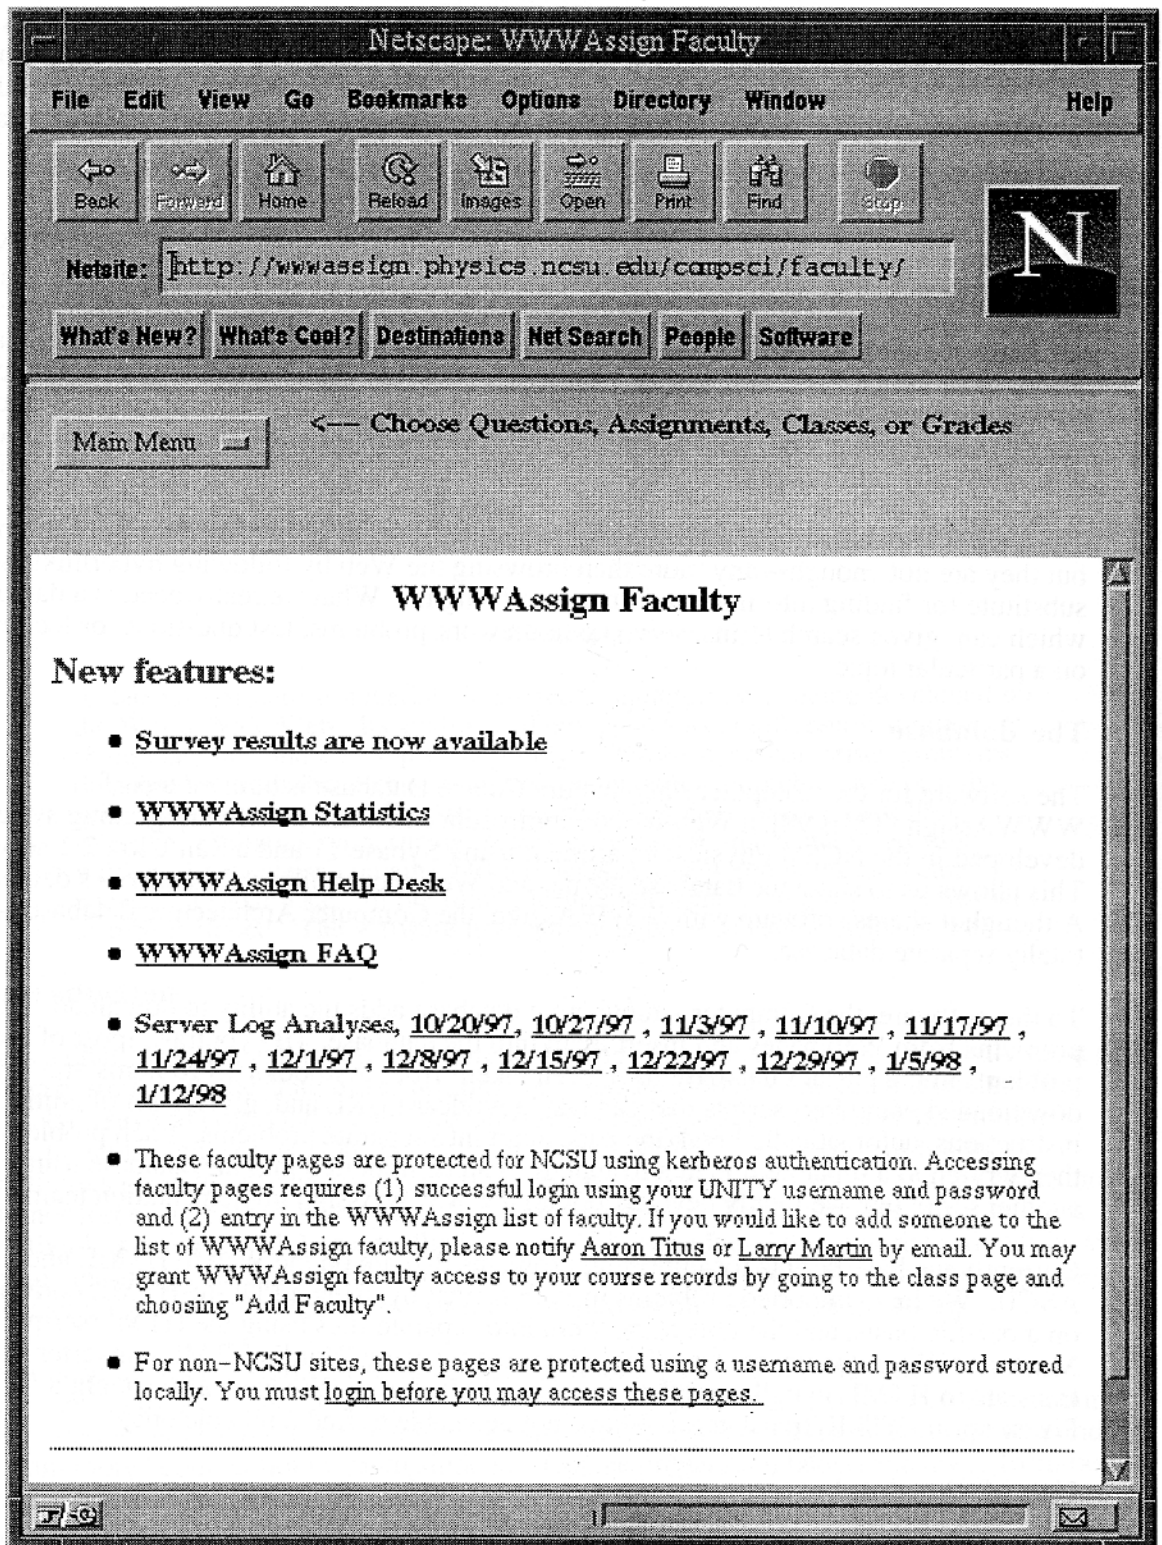 Netscape: WWWAssign Faculty
File Edit View Go Bookmarks Options Directory Window Help
Back Forward Home Reload Images Open Print Find Stop
N
Netsite: http://wwwassign.physics.ncsu.edu/compsci/faculty/
What's New? What's Cool? Destinations Net Search People Software
Main Menu <-- Choose Questions, Assignments, Classes, or Grades
WWWAssign Faculty
New features:
Survey results are now available
WWWAssign Statistics
WWWAssign Help Desk
WWWAssign FAQ
Server Log Analyses, 10/20/97, 10/27/97 , 11/3/97 , 11/10/97 , 11/17/97 ,
11/24/97 , 12/1/97 , 12/8/97 , 12/15/97 , 12/22/97 , 12/29/97 , 1/5/98 ,
1/12/98
These faculty pages are protected for NCSU using kerberos authentication. Accessing
faculty pages requires (1) successful login using your UNITY username and password
and (2) entry in the WWWAssign list of faculty. If you would like to add someone to the
list of WWWAssign faculty, please notify Aaron Titus or Larry Martin by email. You may
grant WWWAssign faculty access to your course records by going to the class page and
choosing "Add Faculty".
For non-NCSU sites, these pages are protected using a username and password stored
locally. You must login before you may access these pages.